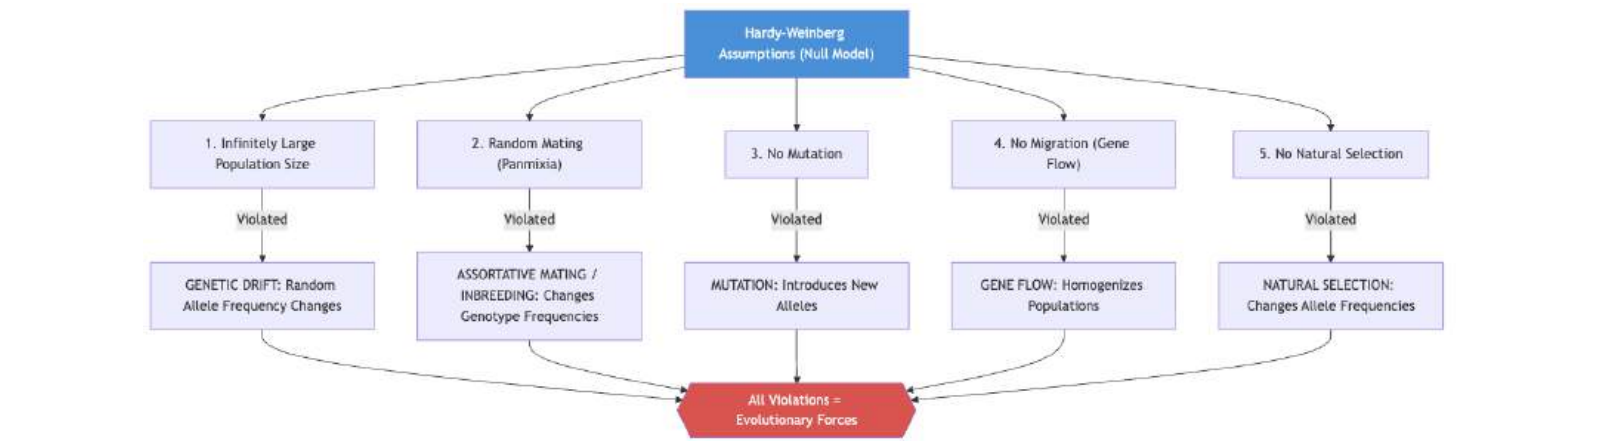 Hardy-Weinberg
Assumptions (Null Model)
1. Infinitely Large
Population Size
2. Random Mating
(Panmixia)
3. No Mutation
4. No Migration (Gene
Flow)
5. No Natural Selection
Violated
Violated
Violated
Violated
Violated
GENETIC DRIFT: Random
Allele Frequency Changes
ASSORTATIVE MATING /
INBREEDING: Changes
Genotype Frequencies
MUTATION: Introduces New
Alleles
GENE FLOW: Homogenizes
Populations
NATURAL SELECTION:
Changes Allele Frequencies
All Violations =
Evolutionary Forces